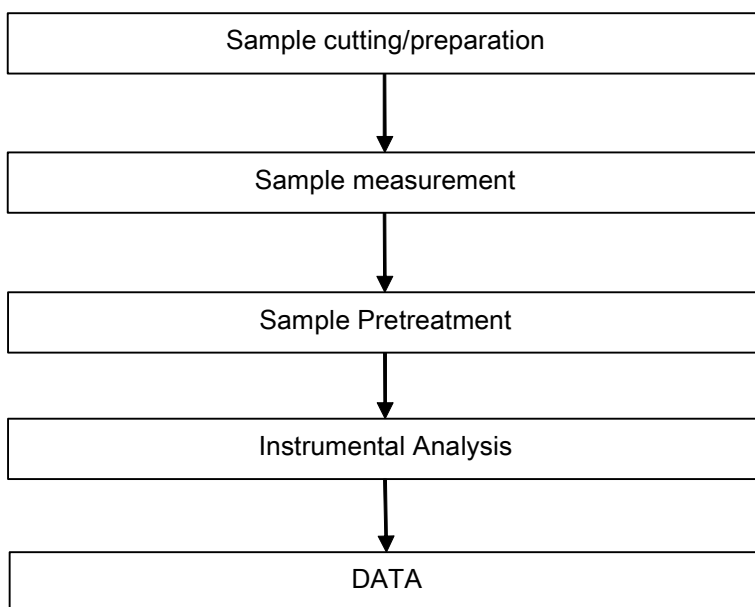 Sample cutting/preparation
Sample measurement
Sample Pretreatment
Instrumental Analysis
DATA